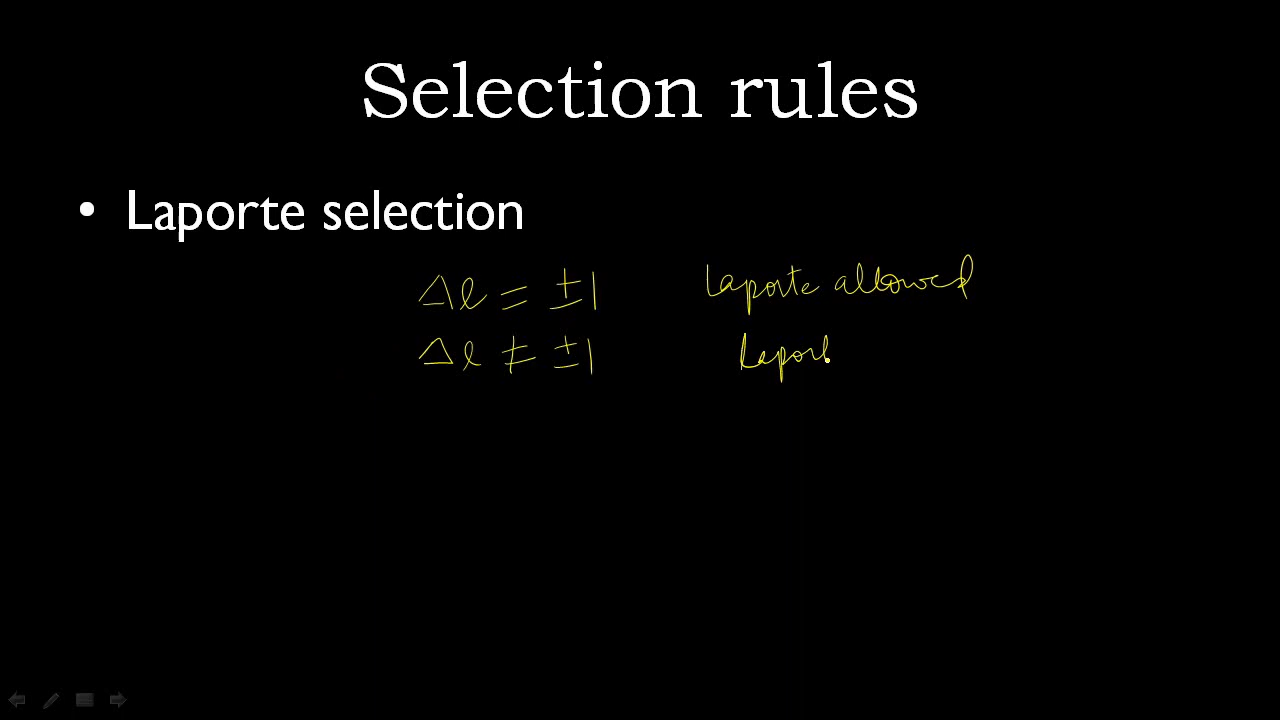 Selection rules
• Laporte selection
Δl = ±1 Laporte allowed
Δl ≠ ±1 Laport